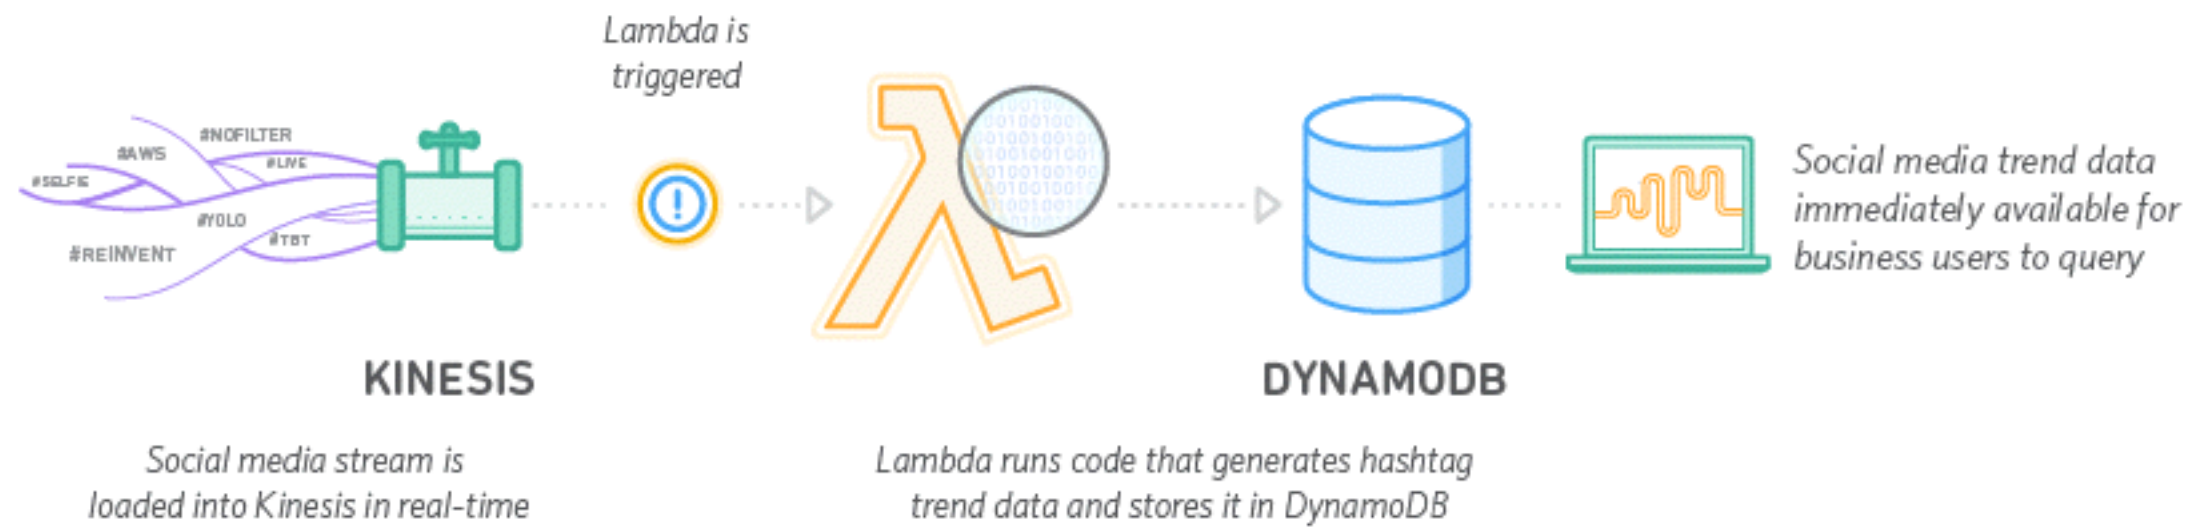 Lambda is
triggered
#NOFILTER
#AWS
#LIVE
#SELFIE
#YOLO
#TBT
#REINVENT
Social media trend data
immediately available for
business users to query
KINESIS
DYNAMODB
Social media stream is
loaded into Kinesis in real-time
Lambda runs code that generates hashtag
trend data and stores it in DynamoDB